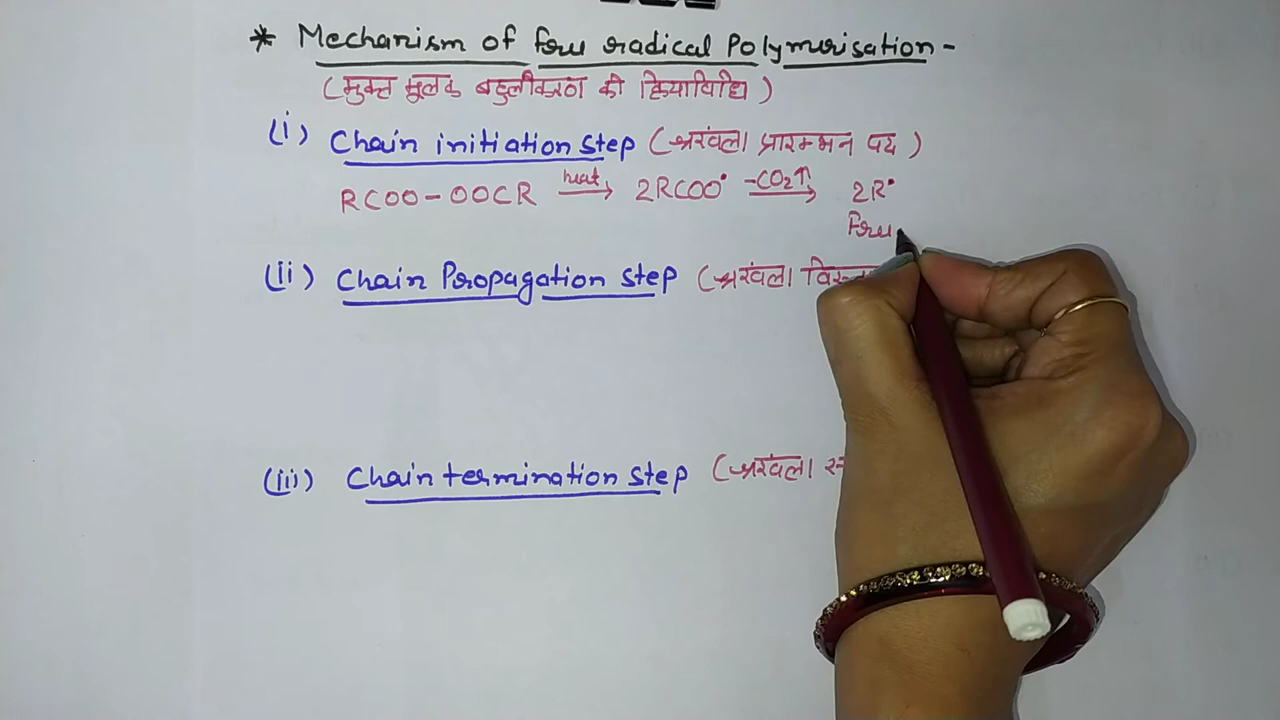 * Mechanism of free radical Polymerisation -
(मुक्त मूलक बहुलीकरण की क्रियाविधि)
(i) Chain initiation step (श्रृंखला प्रारम्भन पद)
RCOO-OOCR heat→ 2RCOO• -CO2↑→ 2R•
Free
(ii) Chain Propagation step (श्रृंखला
(iii) Chain termination step (श्रृंखला